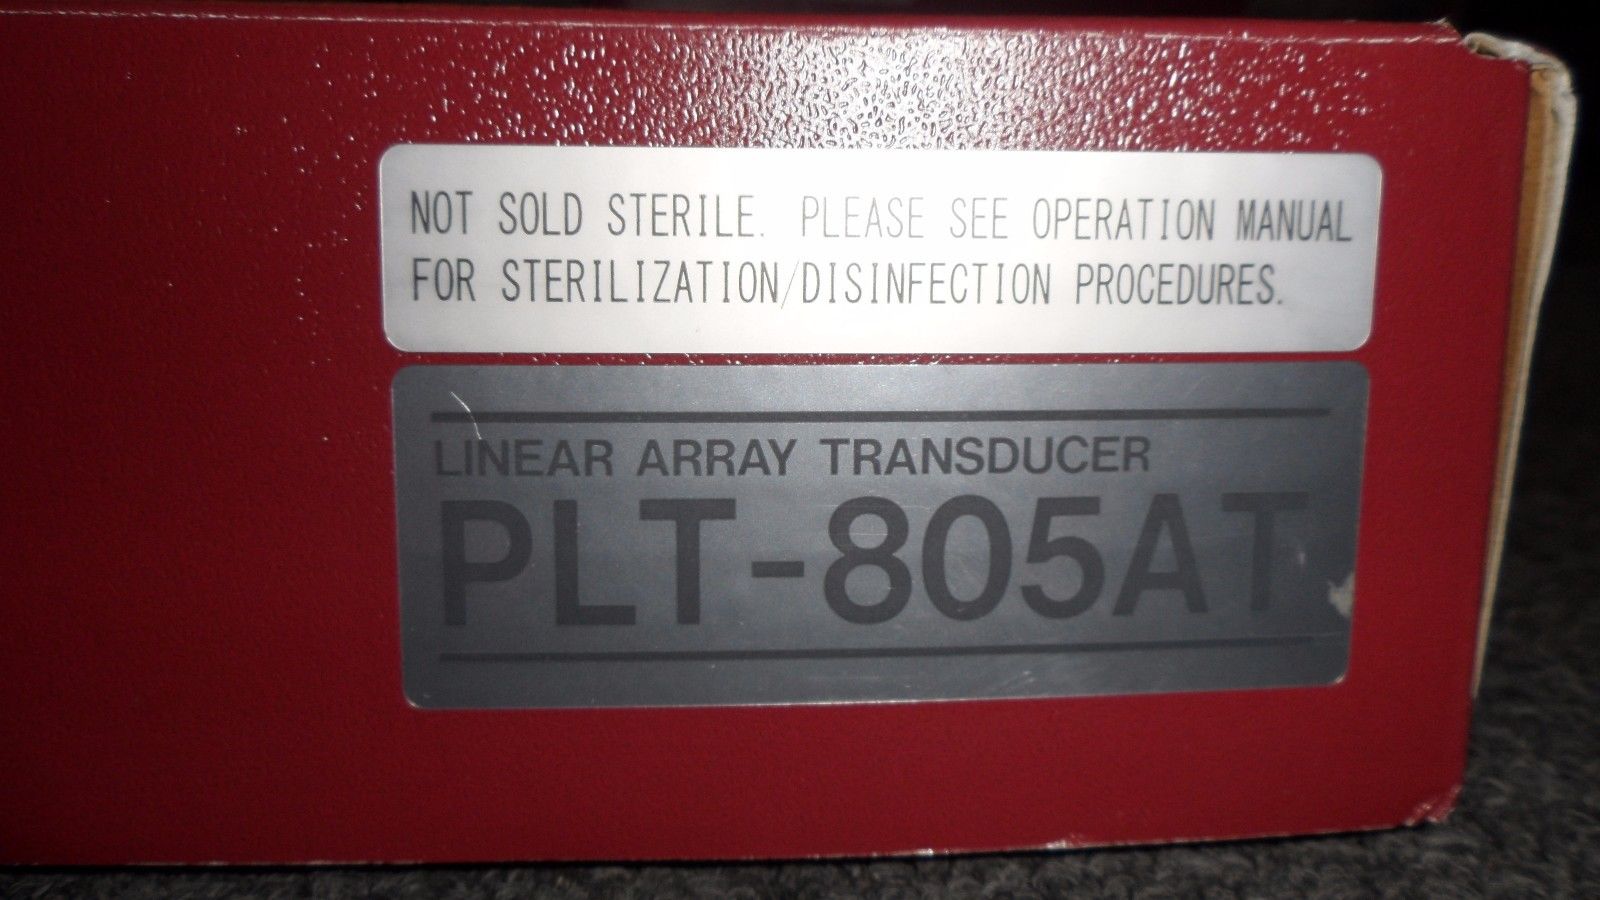 NOT SOLD STERILE. PLEASE SEE OPERATION MANUAL
FOR STERILIZATION/DISINFECTION PROCEDURES.
LINEAR ARRAY TRANSDUCER
PLT-805AT